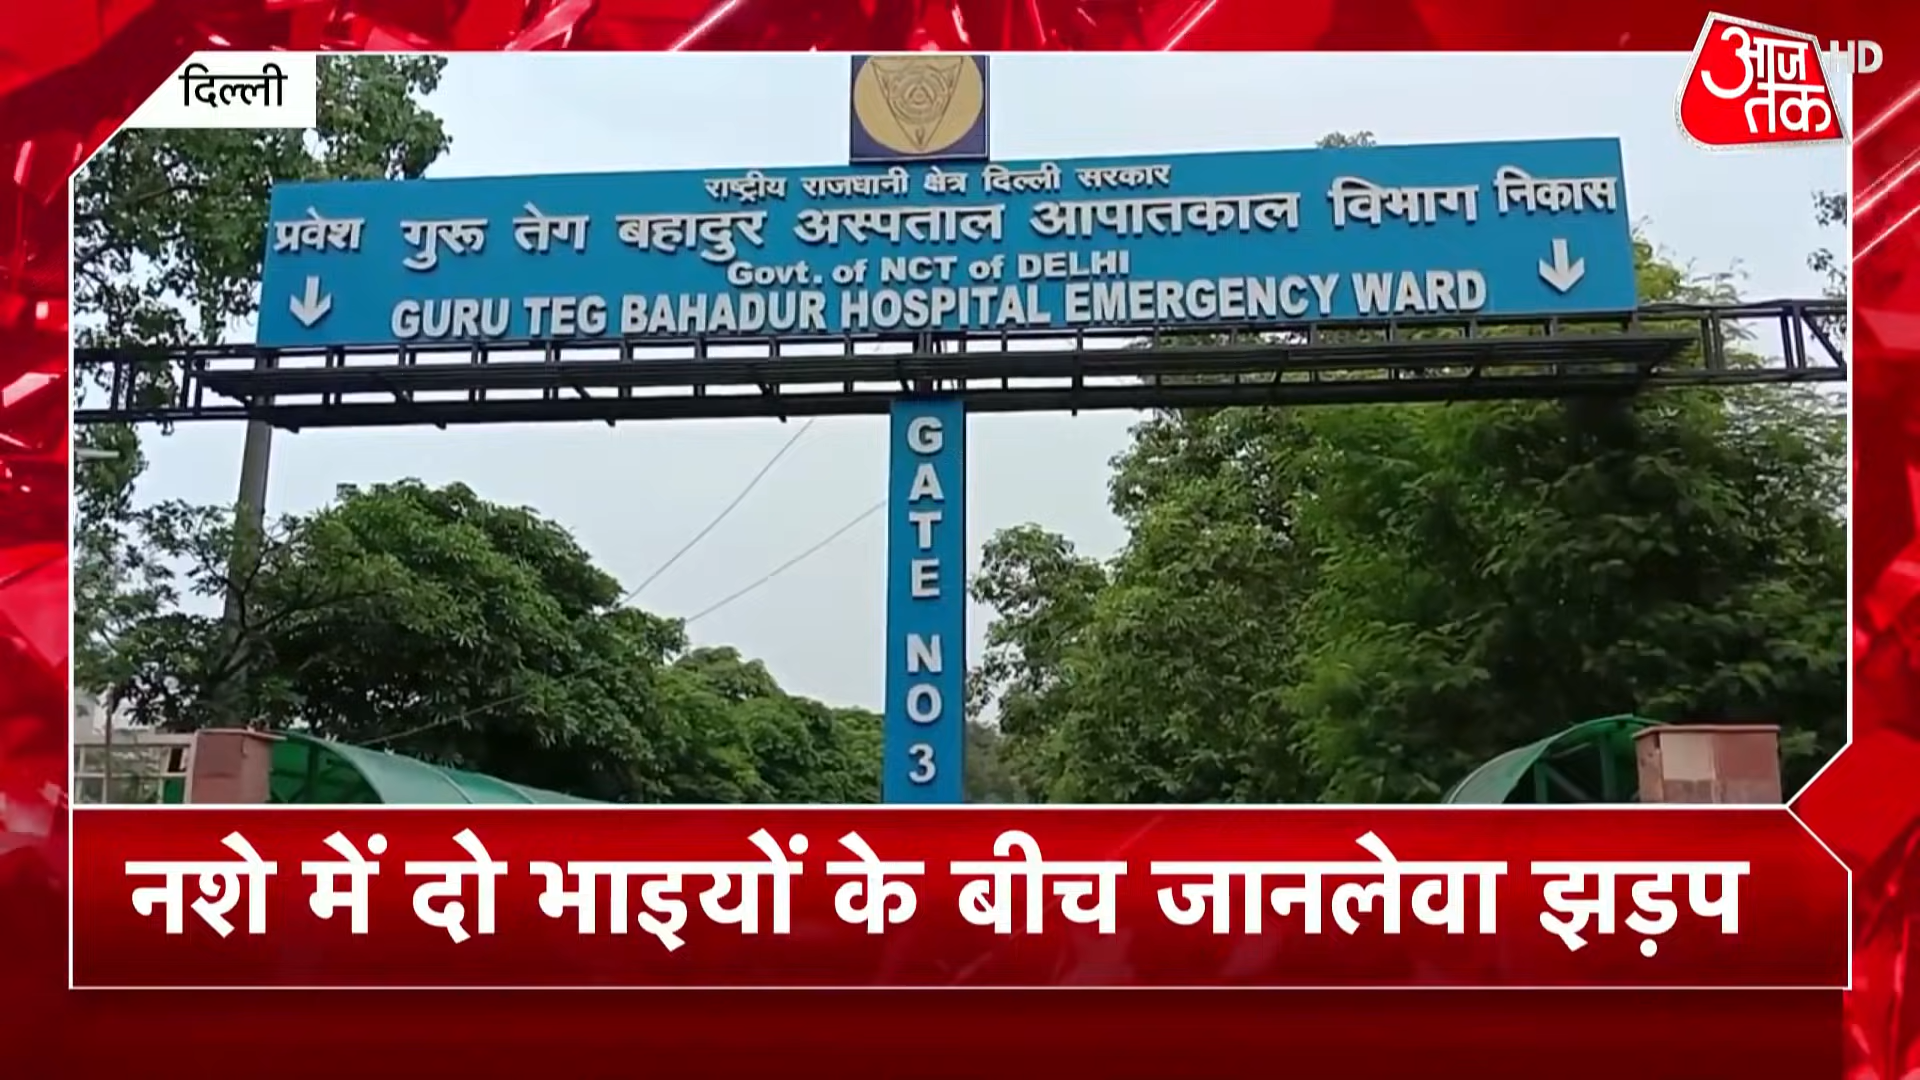 दिल्ली
आज
तक
HD
राष्ट्रीय राजधानी क्षेत्र दिल्ली सरकार
प्रवेश गुरू तेग बहादुर अस्पताल आपातकाल विभाग निकास
Govt. of NCT of DELHI
GURU TEG BAHADUR HOSPITAL EMERGENCY WARD
GATE NO 3
नशे में दो भाइयों के बीच जानलेवा झड़प